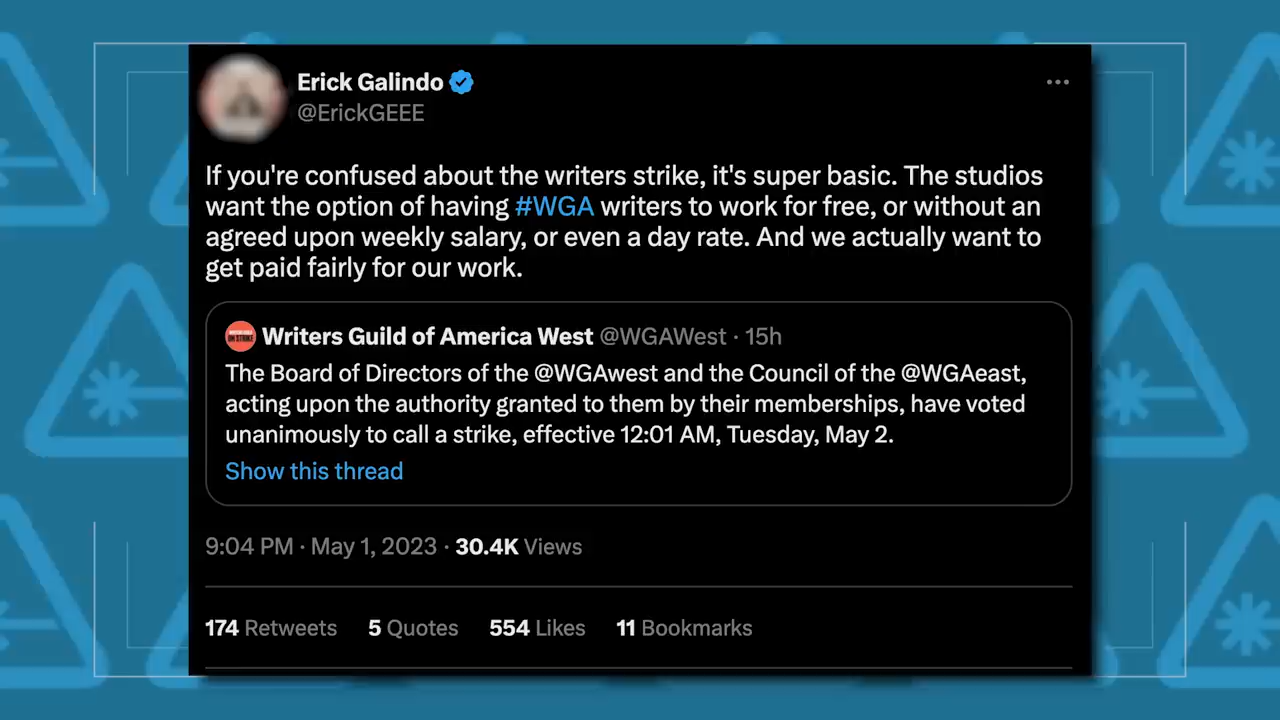 Erick Galindo
@ErickGEEE
If you're confused about the writers strike, it's super basic. The studios
want the option of having #WGA writers to work for free, or without an
agreed upon weekly salary, or even a day rate. And we actually want to
get paid fairly for our work.
Writers Guild of America West @WGAWest · 15h
The Board of Directors of the @WGAwest and the Council of the @WGAeast,
acting upon the authority granted to them by their memberships, have voted
unanimously to call a strike, effective 12:01 AM, Tuesday, May 2.
Show this thread
9:04 PM · May 1, 2023 · 30.4K Views
174 Retweets 5 Quotes 554 Likes 11 Bookmarks